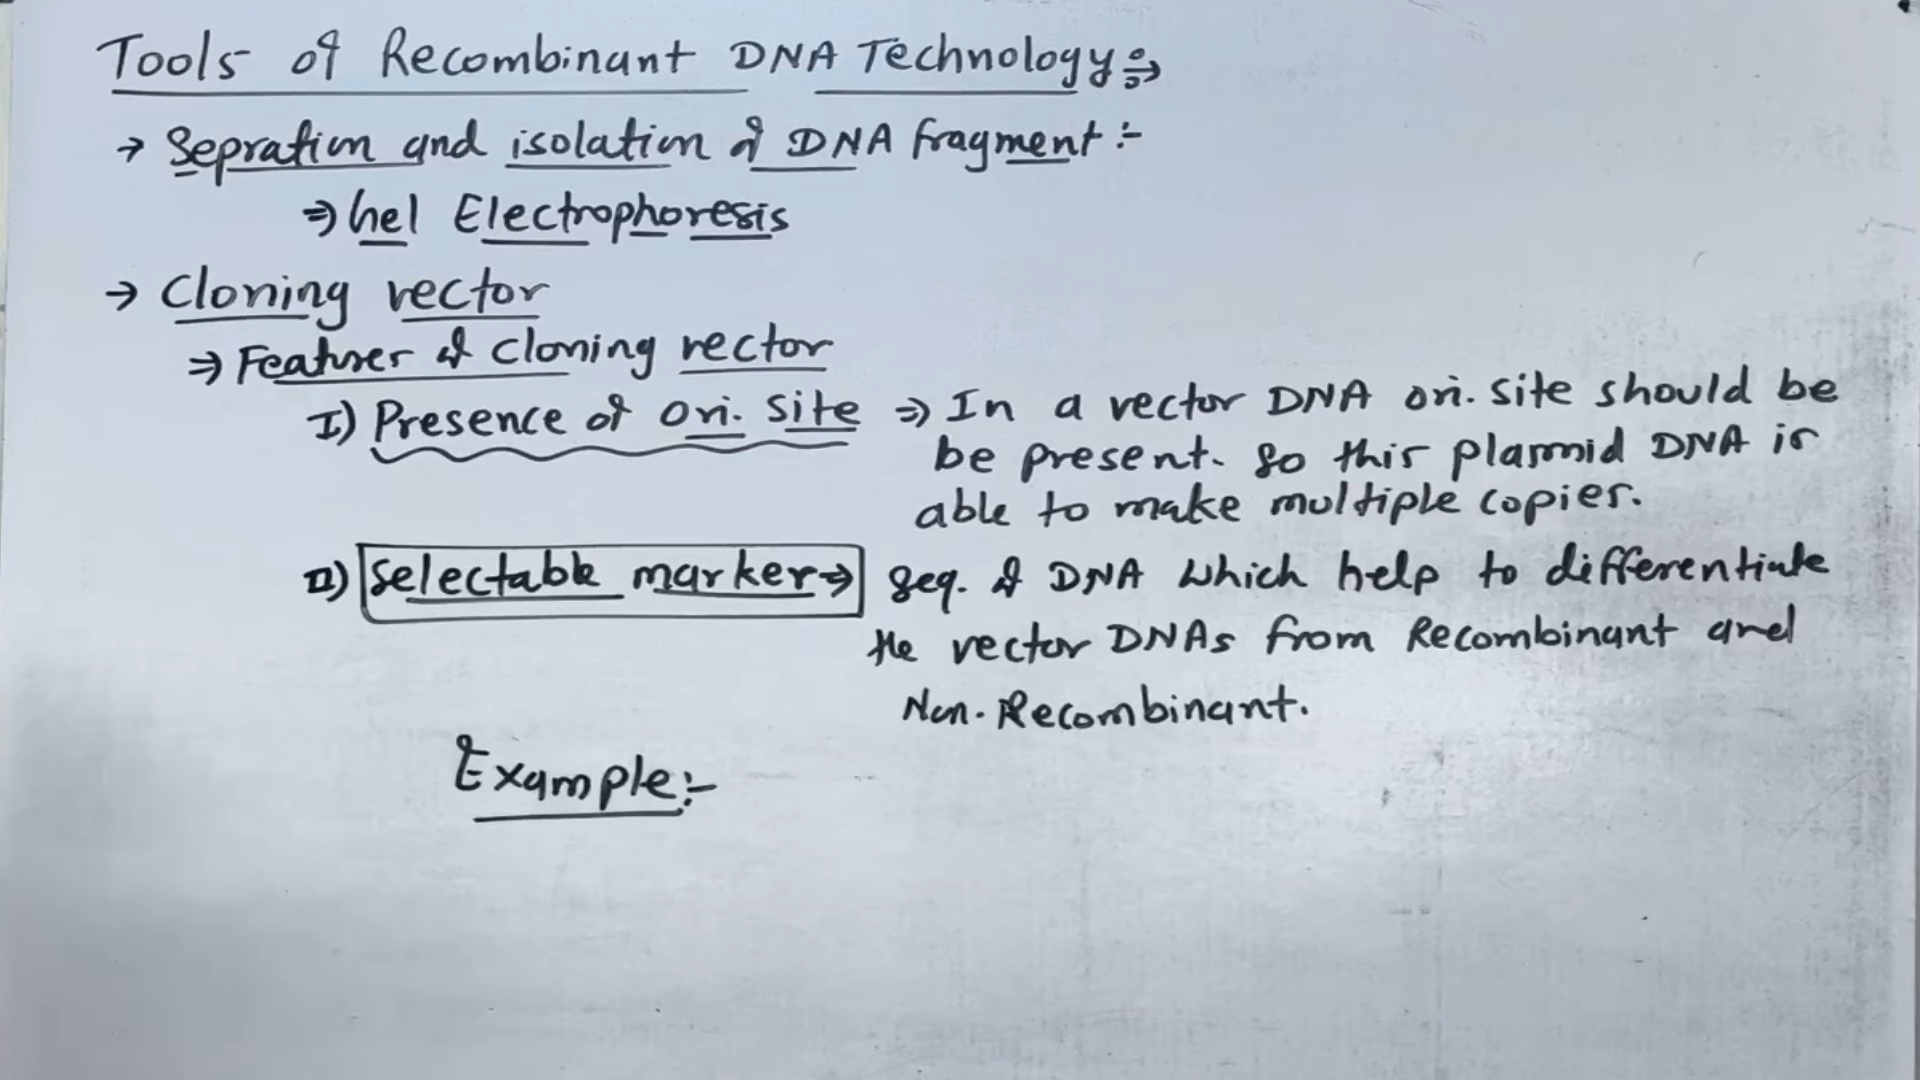 Tools of Recombinant DNA Technology:⇒
→ Sepration and isolation of DNA fragment :-
⇒ Gel Electrophoresis
→ Cloning vector
⇒ Features of cloning vector
I) Presence of ori. site ⇒ In a vector DNA ori. site should be
be present. So this plasmid DNA is
able to make multiple copies.
II) Selectable marker⇒ Seq. of DNA which help to differentiate
the vector DNAs from Recombinant and
Non-Recombinant.
Example:-